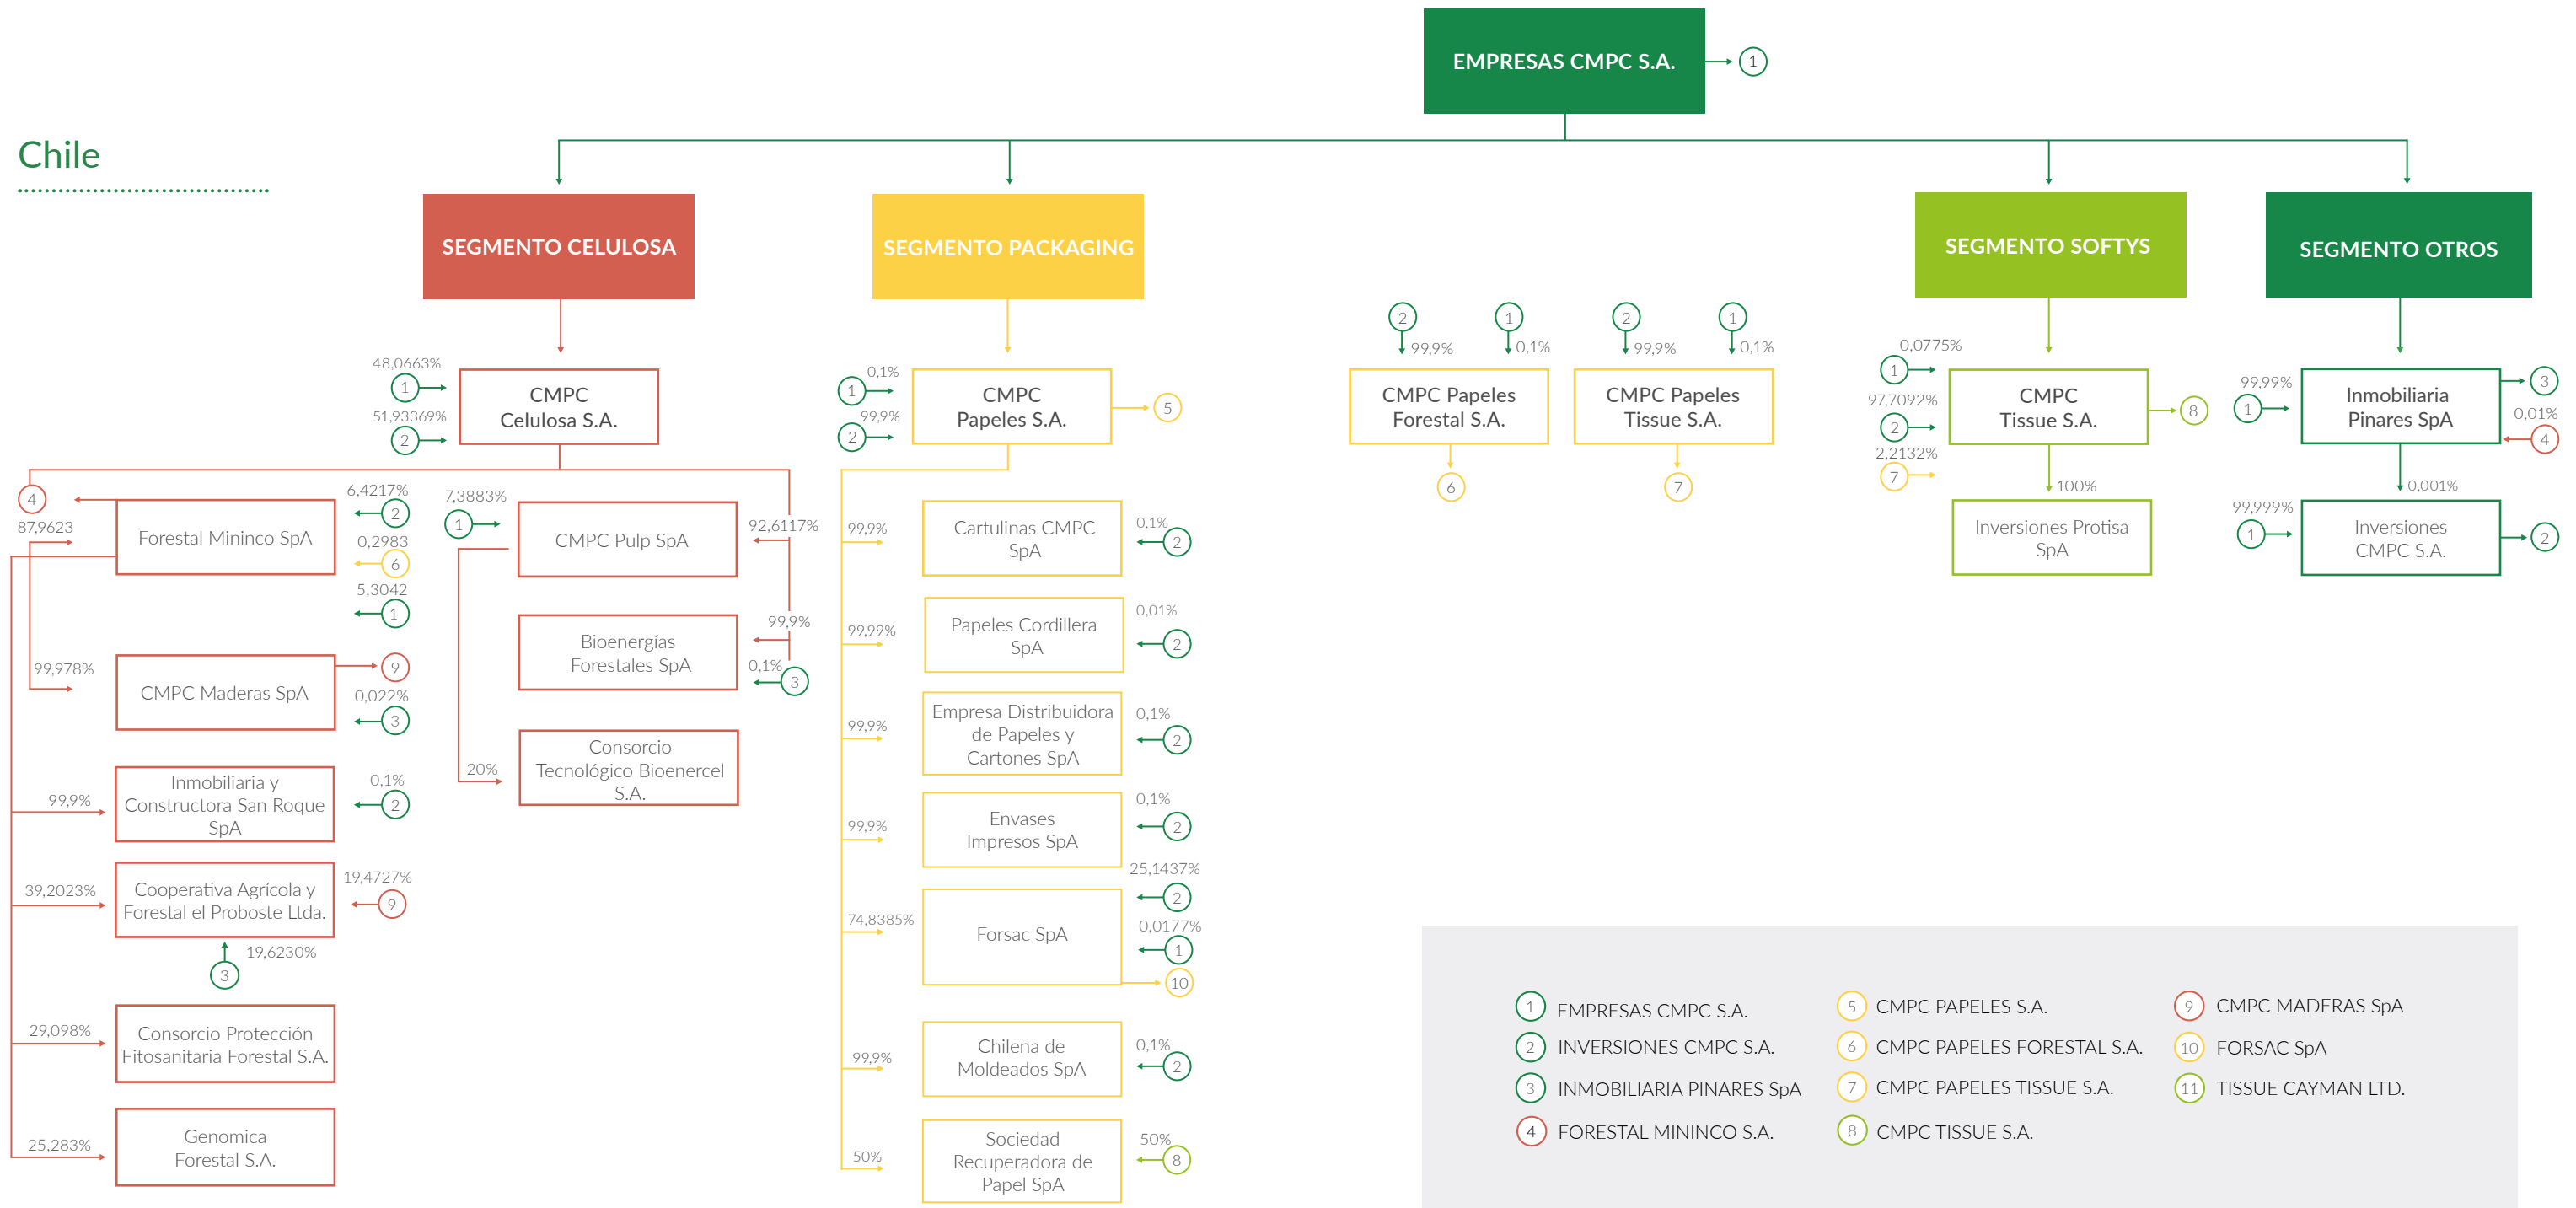 EMPRESAS CMPC S.A.
1
Chile
SEGMENTO CELULOSA
SEGMENTO PACKAGING
SEGMENTO SOFTYS
SEGMENTO OTROS
48,0663%
1
51,93369%
2
CMPC
Celulosa S.A.
0,1%
1
99,9%
2
CMPC
Papeles S.A.
5
2
99,9%
1
0,1%
CMPC Papeles
Forestal S.A.
6
2
99,9%
1
0,1%
CMPC Papeles
Tissue S.A.
7
0,0775%
1
97,7092%
2
2,2132%
7
CMPC
Tissue S.A.
8
100%
Inversiones Protisa
SpA
99,99%
1
Inmobiliaria
Pinares SpA
3
0,01%
4
0,001%
99,999%
1
Inversiones
CMPC S.A.
2
4
87,9623
Forestal Mininco SpA
6,4217%
2
0,2983
6
5,3042
1
99,978%
CMPC Maderas SpA
9
0,022%
3
99,9%
Inmobiliaria y
Constructora San Roque
SpA
0,1%
2
39,2023%
Cooperativa Agrícola y
Forestal el Proboste Ltda.
19,4727%
9
19,6230%
3
29,098%
Consorcio Protección
Fitosanitaria Forestal S.A.
25,283%
Genomica
Forestal S.A.
7,3883%
1
CMPC Pulp SpA
92,6117%
Bioenergías
Forestales SpA
99,9%
0,1%
3
20%
Consorcio
Tecnológico Bioenercel
S.A.
99,9%
Cartulinas CMPC
SpA
0,1%
2
99,99%
Papeles Cordillera
SpA
0,01%
2
99,9%
Empresa Distribuidora
de Papeles y
Cartones SpA
0,1%
2
99,9%
Envases
Impresos SpA
0,1%
2
74,8385%
Forsac SpA
25,1437%
2
0,0177%
1
10
99,9%
Chilena de
Moldeados SpA
0,1%
2
50%
Sociedad
Recuperadora de
Papel SpA
50%
8
1 EMPRESAS CMPC S.A.
2 INVERSIONES CMPC S.A.
3 INMOBILIARIA PINARES SpA
4 FORESTAL MININCO S.A.
5 CMPC PAPELES S.A.
6 CMPC PAPELES FORESTAL S.A.
7 CMPC PAPELES TISSUE S.A.
8 CMPC TISSUE S.A.
9 CMPC MADERAS SpA
10 FORSAC SpA
11 TISSUE CAYMAN LTD.